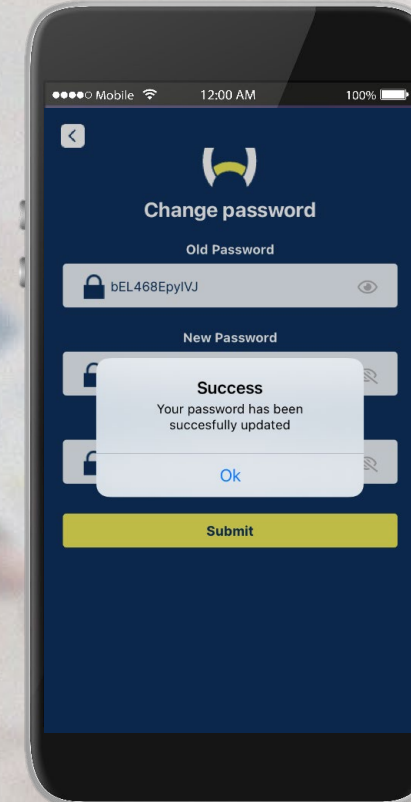 Mobile 12:00 AM 100%
Change password
Old Password
bEL468EpylVJ
New Password
Success
Your password has been
succesfully updated
Ok
Submit